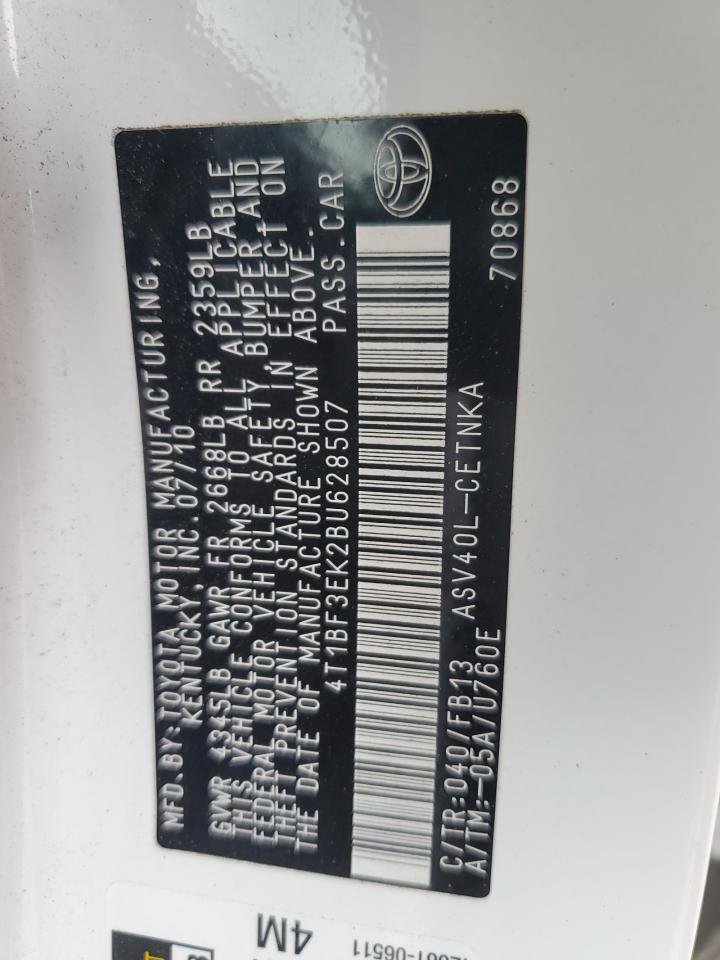 MFD.BY:TOYOTA MOTOR MANUFACTURING,
KENTUCKY, INC.07/10
GVWR 4345LB GAWR FR 2668LB RR 2359LB
THIS VEHICLE CONFORMS TO ALL APPLICABLE
FEDERAL MOTOR VEHICLE SAFETY, BUMPER,AND
THEFT PREVENTION STANDARDS IN EFFECT ON
THE DATE OF MANUFACTURE SHOWN ABOVE.
4T1BF3EK2BU628507 PASS.CAR
C/TR:040/FB13 ASV40L-CETNKA
A/TM:-05A/U760E 70868
4M